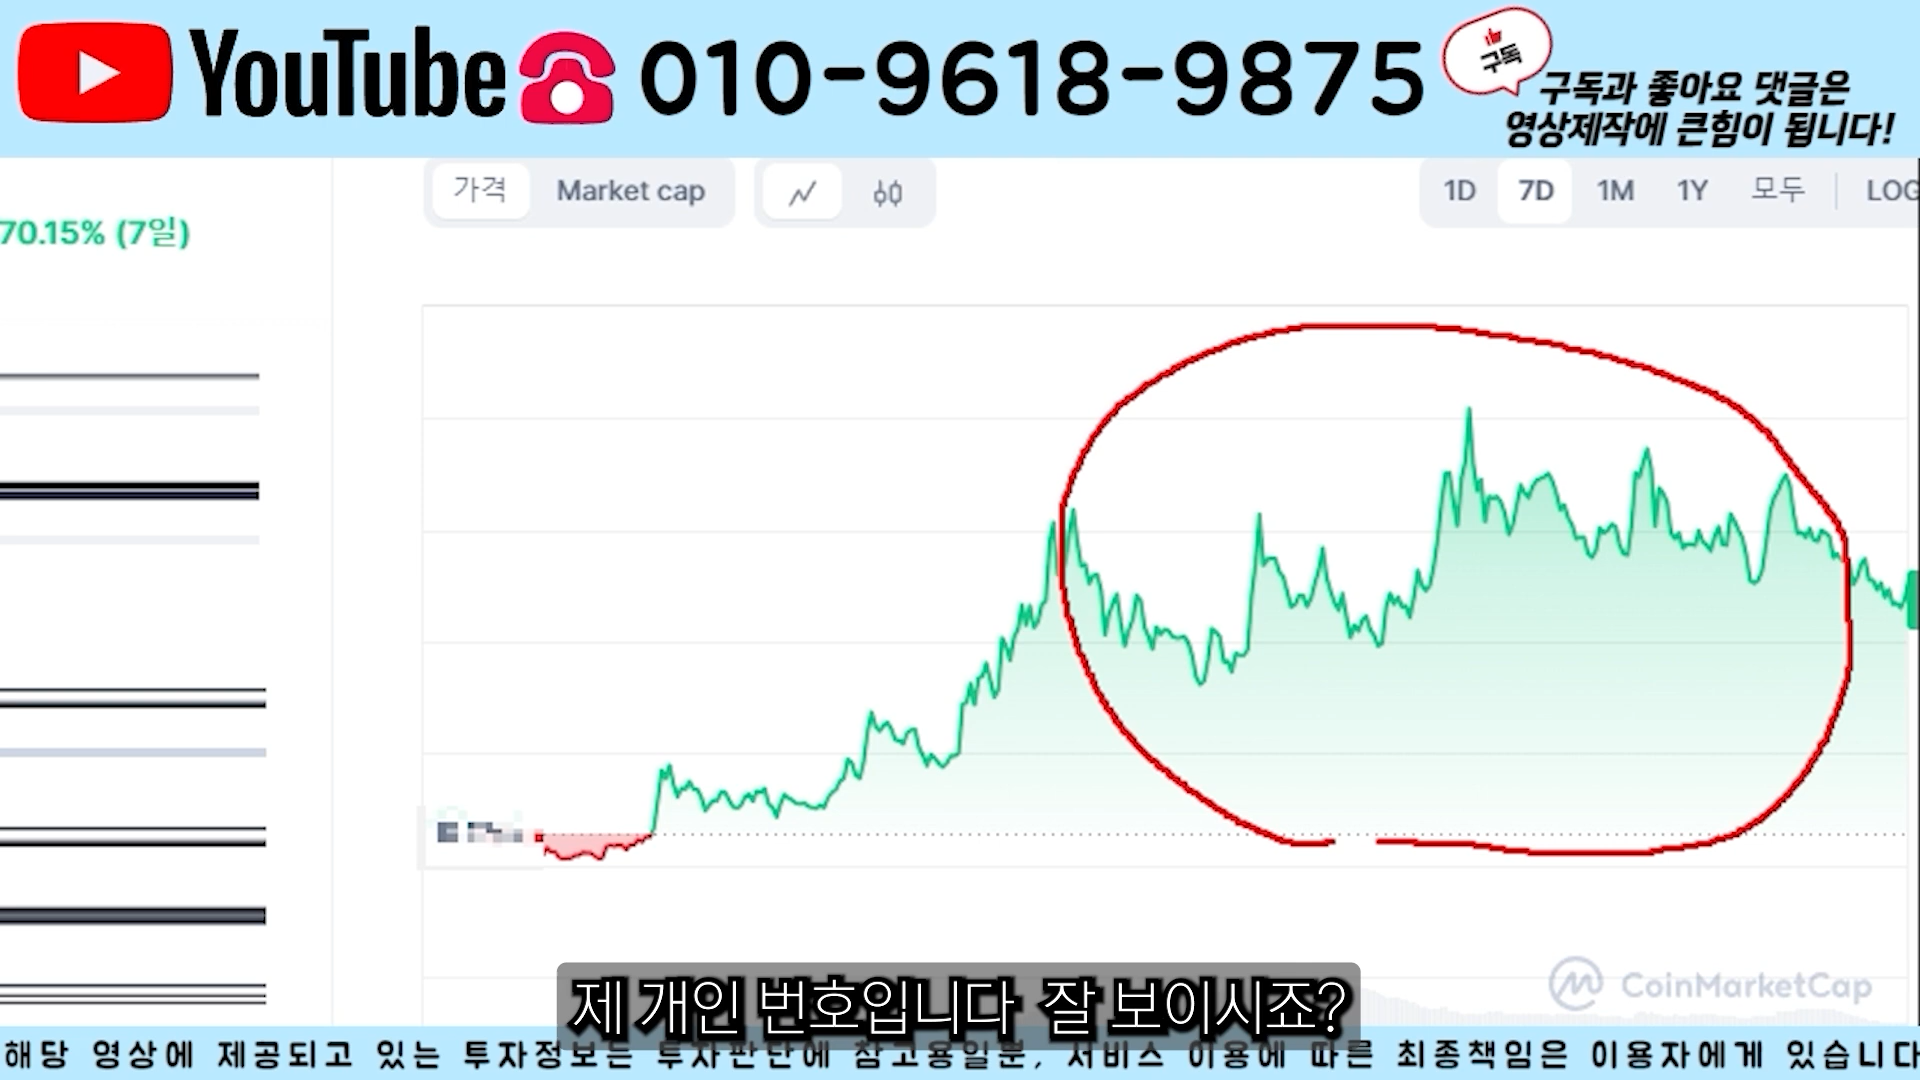 YouTube 010-9618-9875
구독
구독과 좋아요 댓글은
영상제작에 큰힘이 됩니다!
가격 Market cap 1D 7D 1M 1Y 모두 LOG
70.15% (7일)
CoinMarketCap
제 개인 번호입니다 잘 보이시죠?
해당 영상에 제공되고 있는 투자정보는 투자판단에 참고용일뿐, 서비스 이용에 따른 최종책임은 이용자에게 있습니다